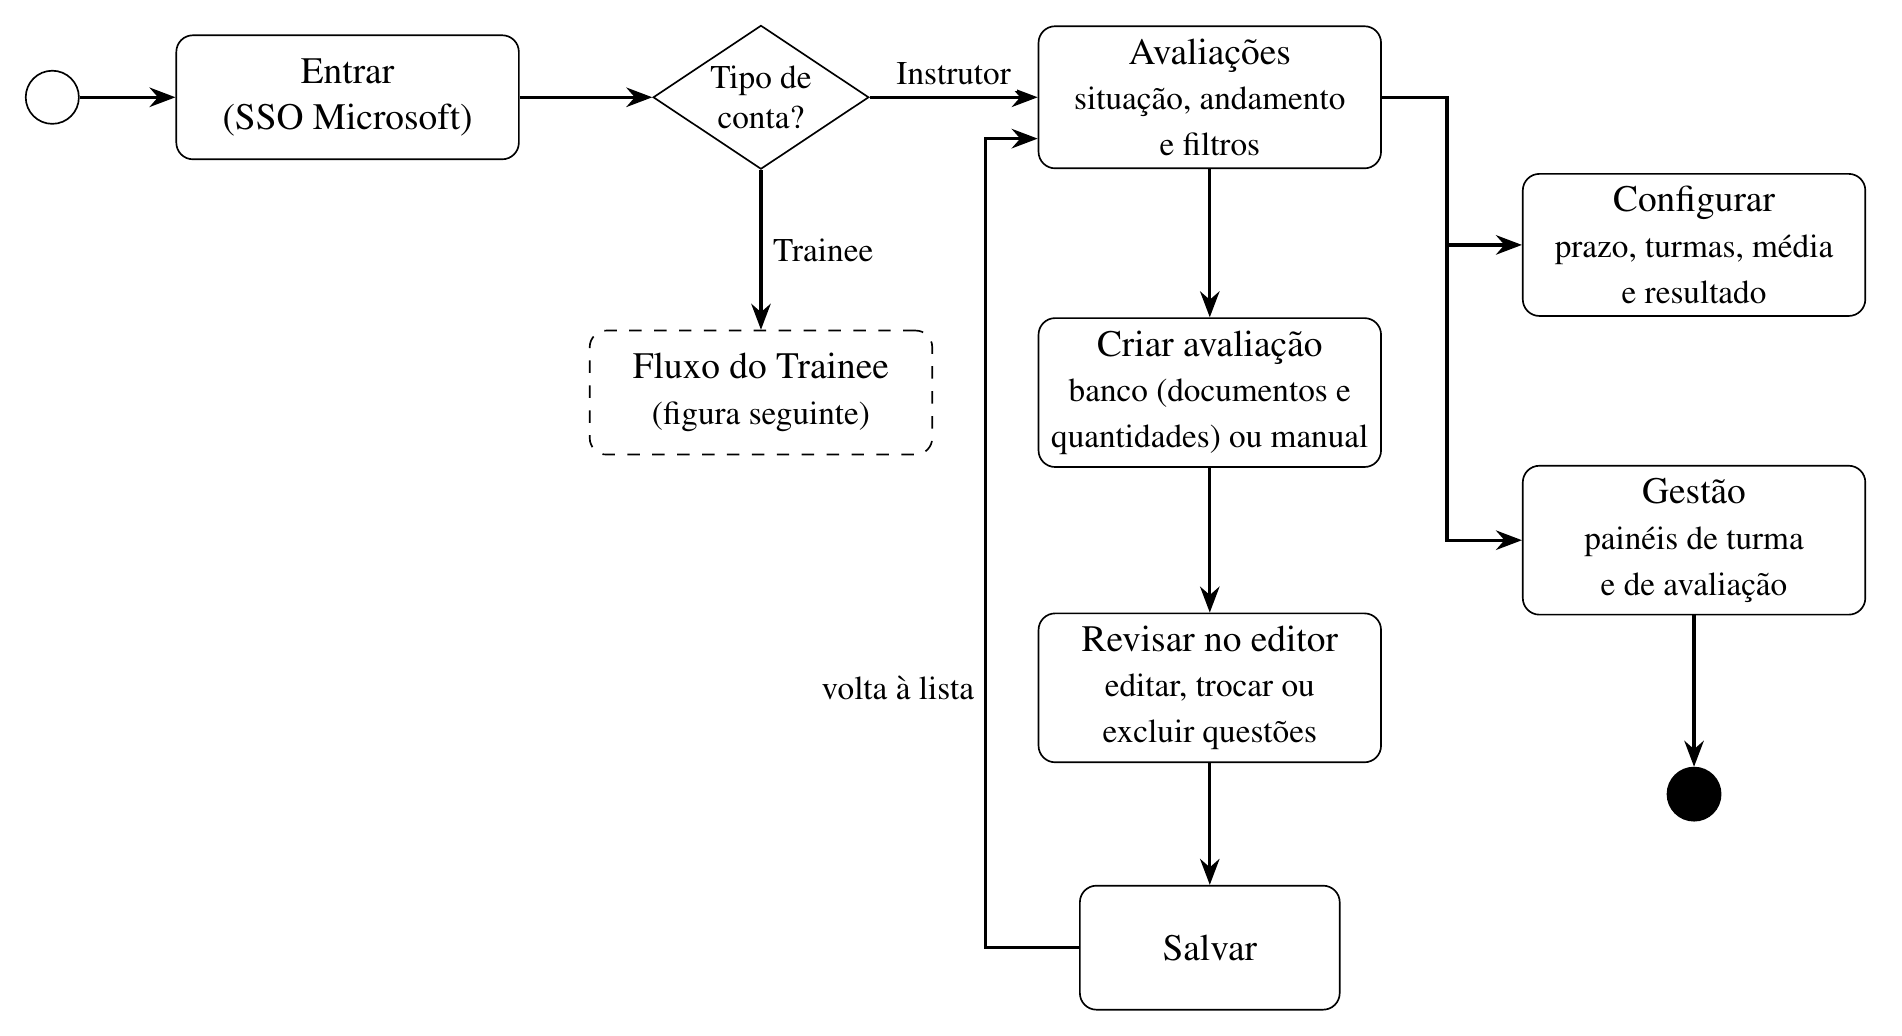 Entrar
(SSO Microsoft)
Tipo de
conta?
Instrutor
Avaliações
situação, andamento
e filtros
Configurar
prazo, turmas, média
e resultado
Trainee
Fluxo do Trainee
(figura seguinte)
Criar avaliação
banco (documentos e
quantidades) ou manual
Gestão
painéis de turma
e de avaliação
Revisar no editor
editar, trocar ou
excluir questões
volta à lista
Salvar